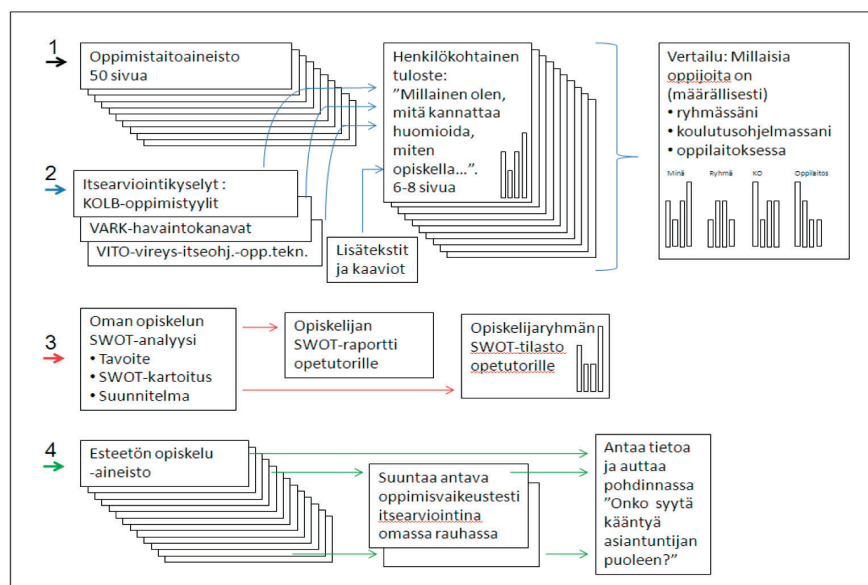 1
Oppimistaitoaineisto
50 sivua
Henkilökohtainen
tuloste:
”Millainen olen,
mitä kannattaa
huomioida,
miten
opiskella...”.
6-8 sivua
Vertailu: Millaisia
oppijoita on
(määrällisesti)
• ryhmässäni
• koulutusohjelmassani
• oppilaitoksessa
Minä Ryhmä KO Oppilaitos
2
Itsearviointikyselyt :
KOLB-oppimistyylit
VARK-havaintokanavat
VITO-vireys-itseohj.-opp.tekn.
Lisätekstit
ja kaaviot
3
Oman opiskelun
SWOT-analyysi
• Tavoite
• SWOT-kartoitus
• Suunnitelma
Opiskelijan
SWOT-raportti
opetutorille
Opiskelijaryhmän
SWOT-tilasto
opetutorille
4
Esteetön opiskelu
-aineisto
Suuntaa antava
oppimisvaikeustesti
itsearviointina
omassa rauhassa
Antaa tietoa
ja auttaa
pohdinnassa
”Onko syytä
kääntyä
asiantuntijan
puoleen?”